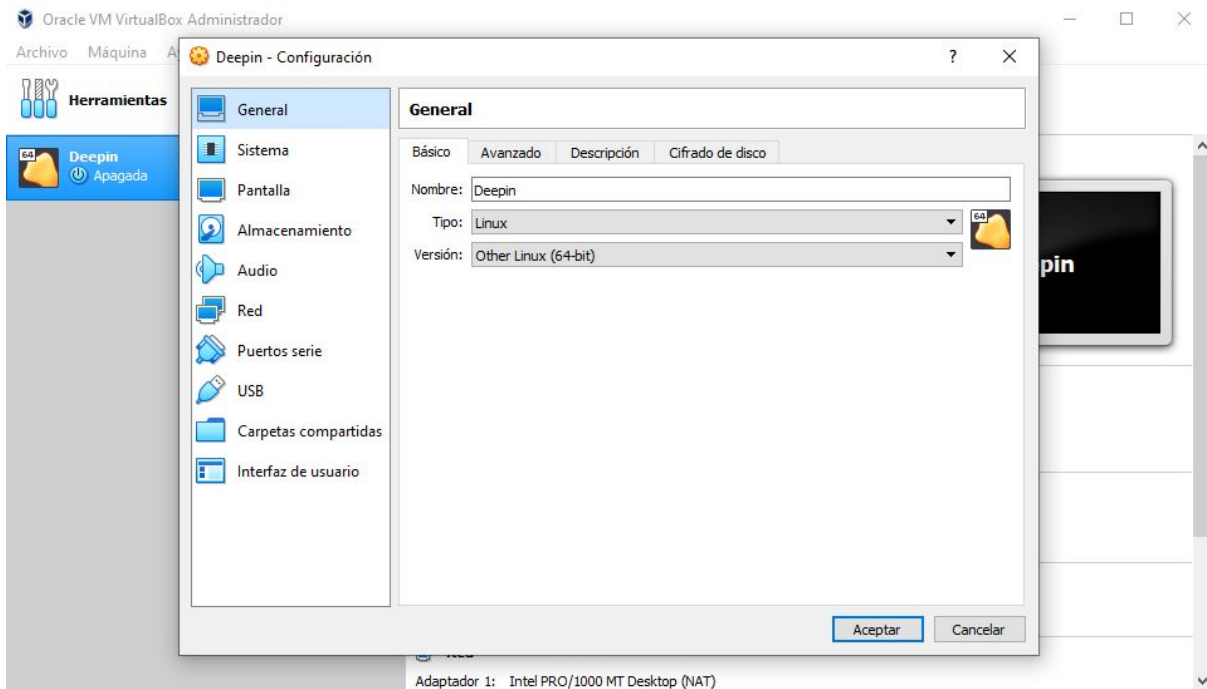 Oracle VM VirtualBox Administrador
Archivo Máquina
Herramientas
64
Deepin
Apagada
Deepin - Configuración
?
General
Sistema
Pantalla
Almacenamiento
Audio
Red
Puertos serie
USB
Carpetas compartidas
Interfaz de usuario
General
Básico Avanzado Descripción Cifrado de disco
Nombre: Deepin
Tipo: Linux
64
Versión: Other Linux (64-bit)
Aceptar Cancelar
pin
Adaptador 1: Intel PRO/1000 MT Desktop (NAT)